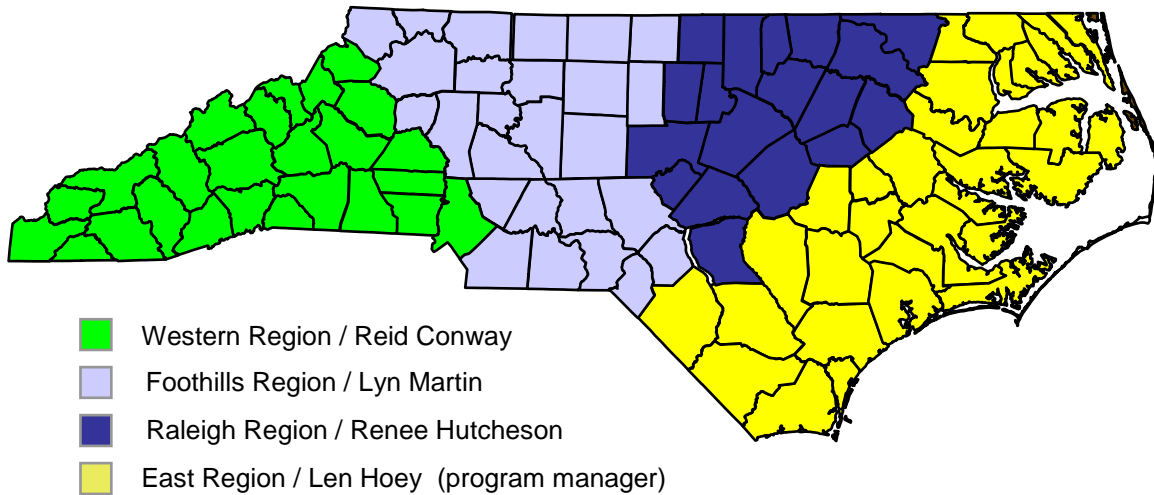 Western Region / Reid Conway
Foothills Region / Lyn Martin
Raleigh Region / Renee Hutcheson
East Region / Len Hoey (program manager)